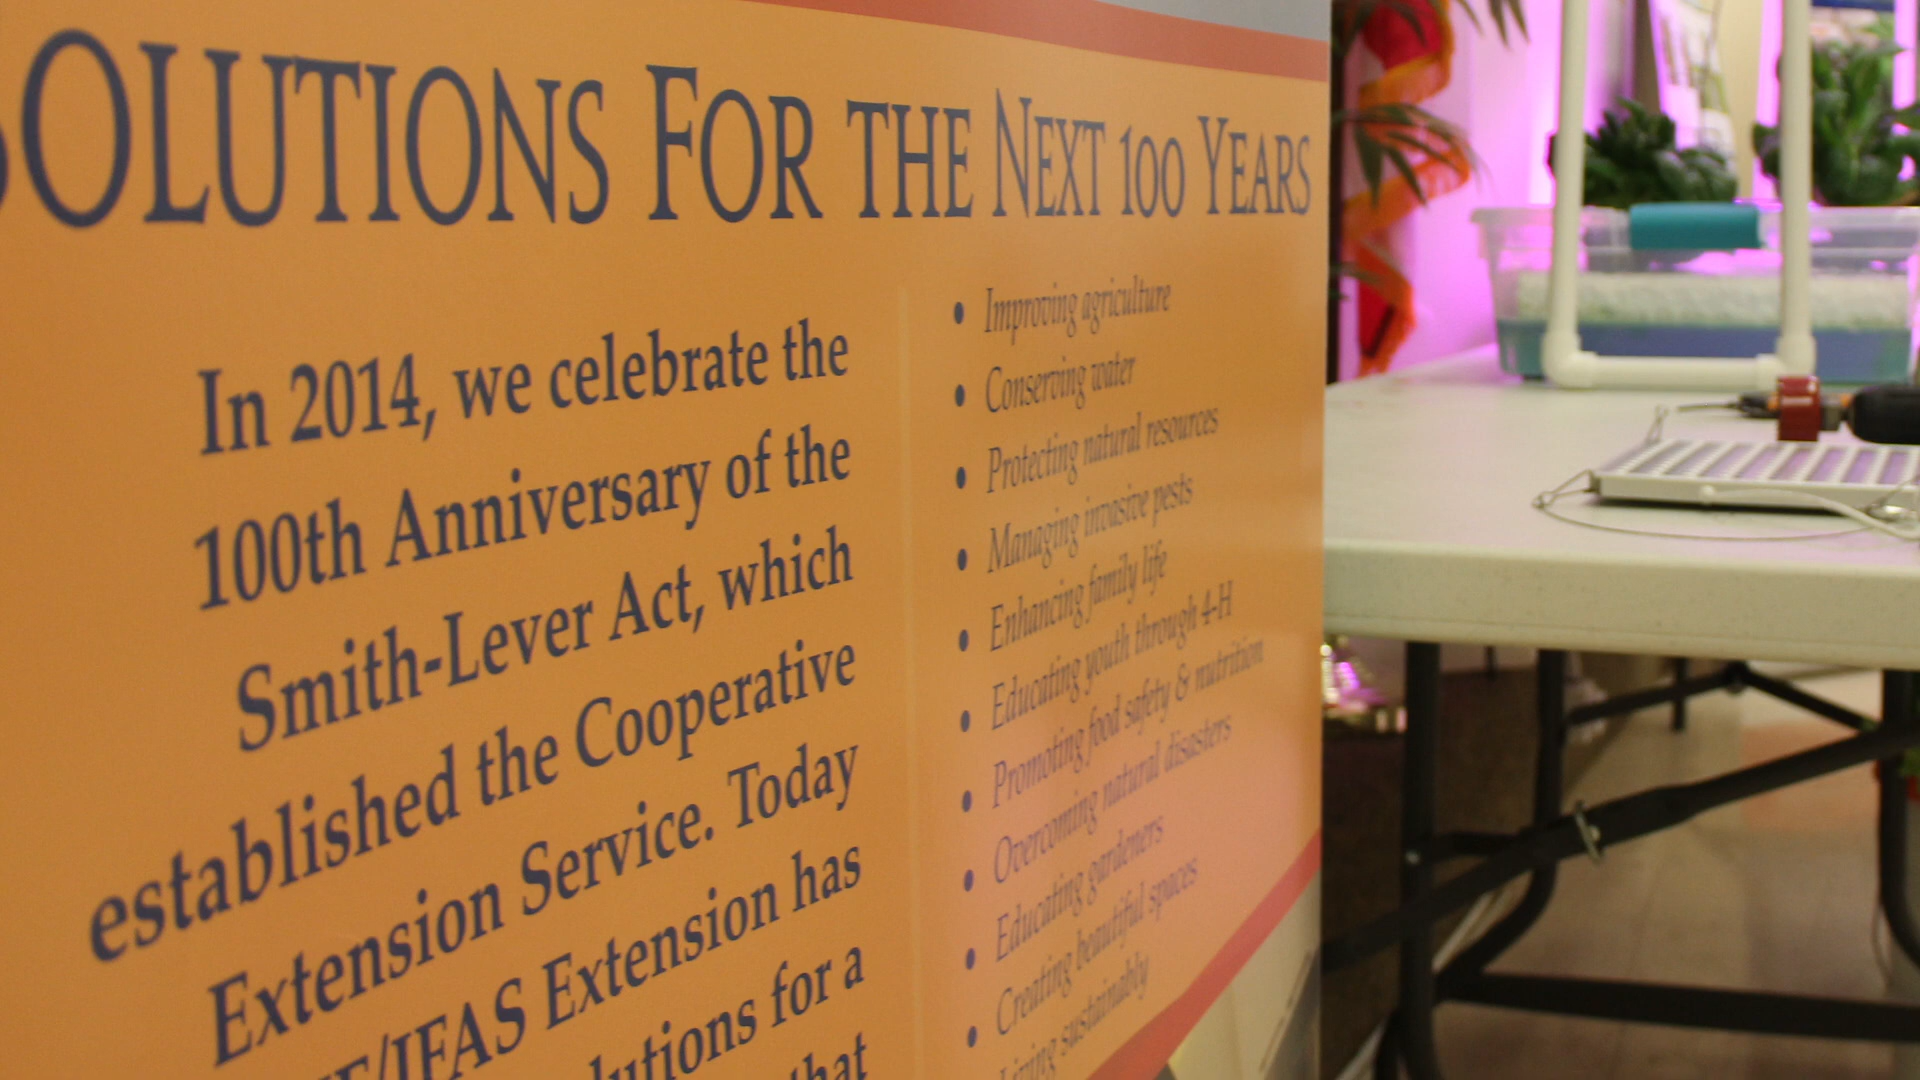 SOLUTIONS FOR THE NEXT 100 YEARS
In 2014, we celebrate the
100th Anniversary of the
Smith-Lever Act, which
established the Cooperative
Extension Service. Today
/IFAS Extension has
for a
that
• Improving agriculture
• Conserving water
• Protecting natural resources
• Managing invasive pests
• Enhancing family life
• Educating youth through 4-H
• Promoting food safety & nutrition
• Overcoming natural disasters
• Educating gardeners
• Creating beautiful spaces
Living sustainably